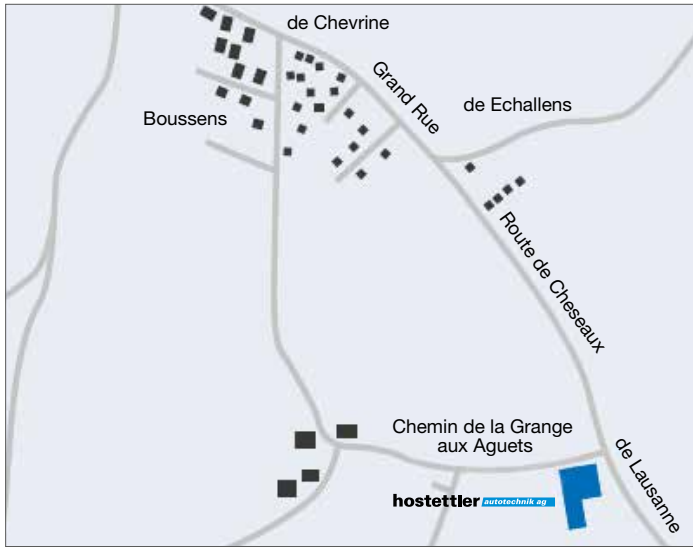 de Chevrine
Grand Rue
de Echallens
Boussens
Route de Cheseaux
Chemin de la Grange
aux Aguets
de Lausanne
hostettler autotechnik ag